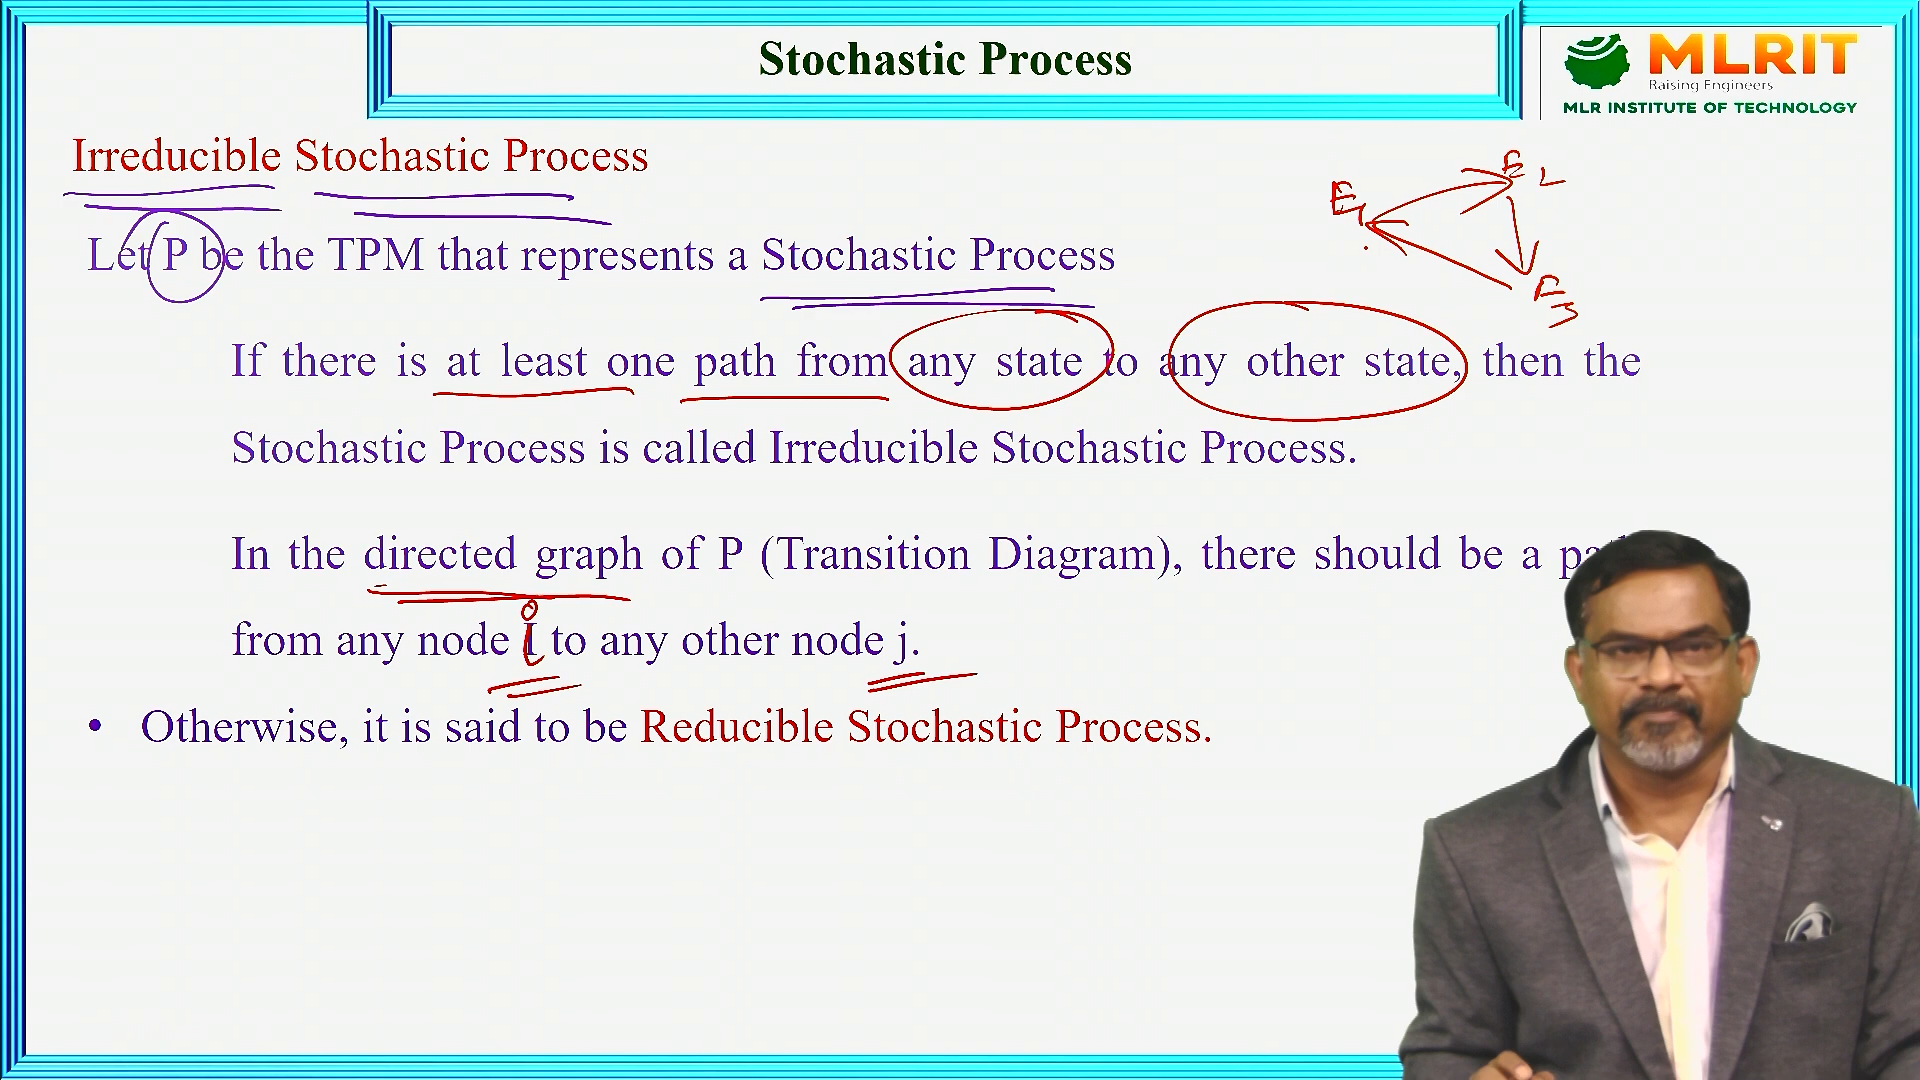 Stochastic Process
MLRIT
Raising Engineers
MLR INSTITUTE OF TECHNOLOGY
Irreducible Stochastic Process
E1
E2
E3
Let P be the TPM that represents a Stochastic Process
If there is at least one path from any state to any other state, then the
Stochastic Process is called Irreducible Stochastic Process.
In the directed graph of P (Transition Diagram), there should be a
from any node i to any other node j.
• Otherwise, it is said to be Reducible Stochastic Process.